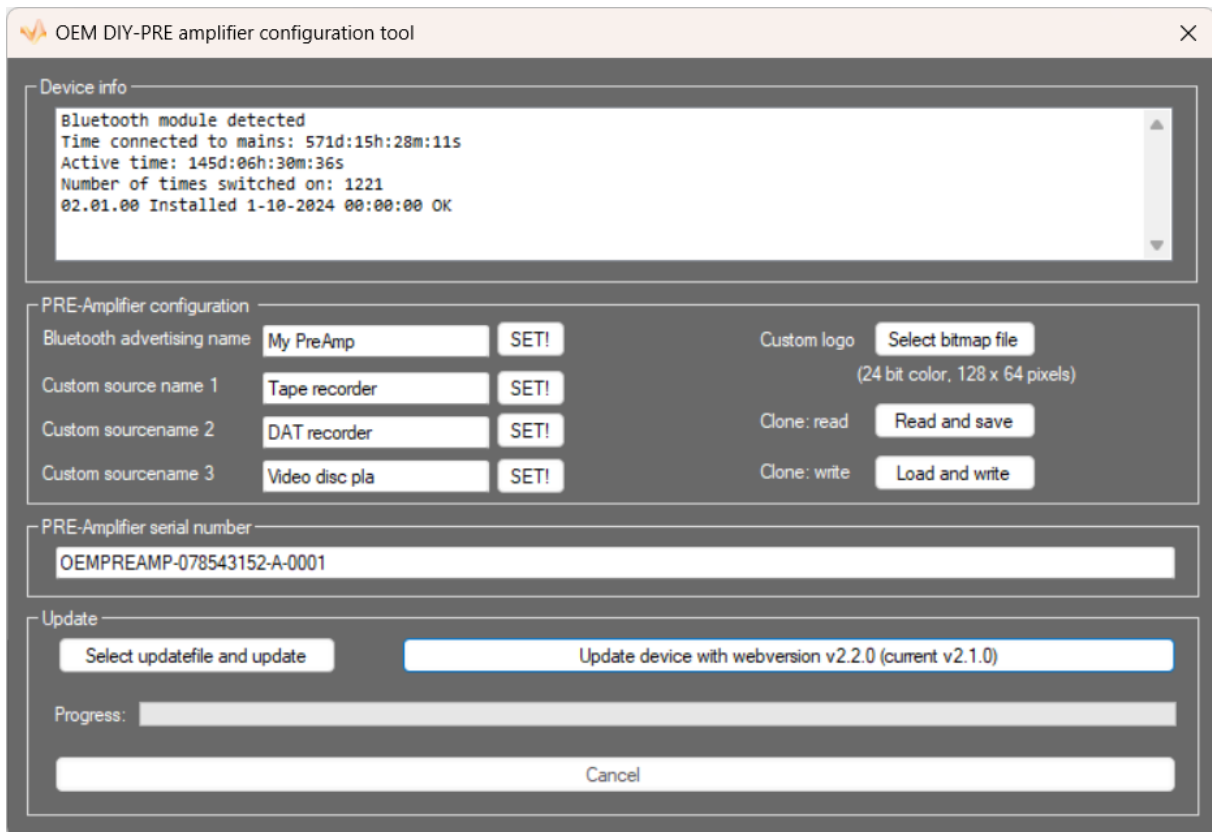 OEM DIY-PRE amplifier configuration tool
Device info
Bluetooth module detected
Time connected to mains: 571d:15h:28m:11s
Active time: 145d:06h:30m:36s
Number of times switched on: 1221
02.01.00 Installed 1-10-2024 00:00:00 OK
PRE-Amplifier configuration
Bluetooth advertising name My PreAmp SET! Custom logo Select bitmap file
(24 bit color, 128 x 64 pixels)
Custom source name 1 Tape recorder SET!
Custom sourcename 2 DAT recorder SET! Clone: read Read and save
Custom sourcename 3 Video disc pla SET! Clone: write Load and write
PRE-Amplifier serial number
OEMPREAMP-078543152-A-0001
Update
Select updatefile and update Update device with webversion v2.2.0 (current v2.1.0)
Progress:
Cancel